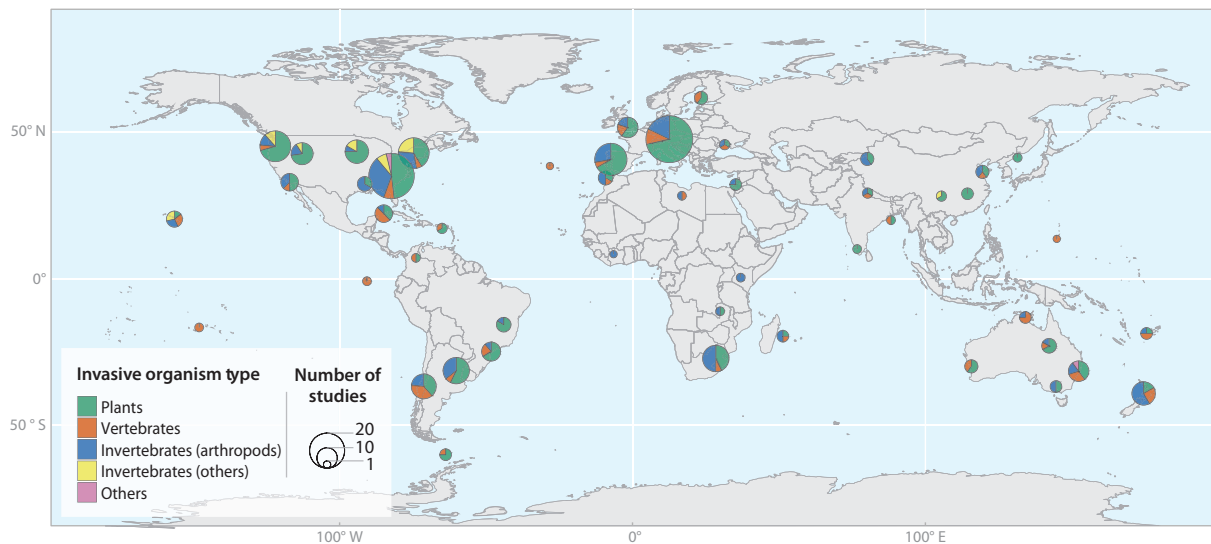 50° N
0°
50° S
Invasive organism type
Plants
Vertebrates
Invertebrates (arthropods)
Invertebrates (others)
Others
Number of
studies
20
10
1
100° W
0°
100° E